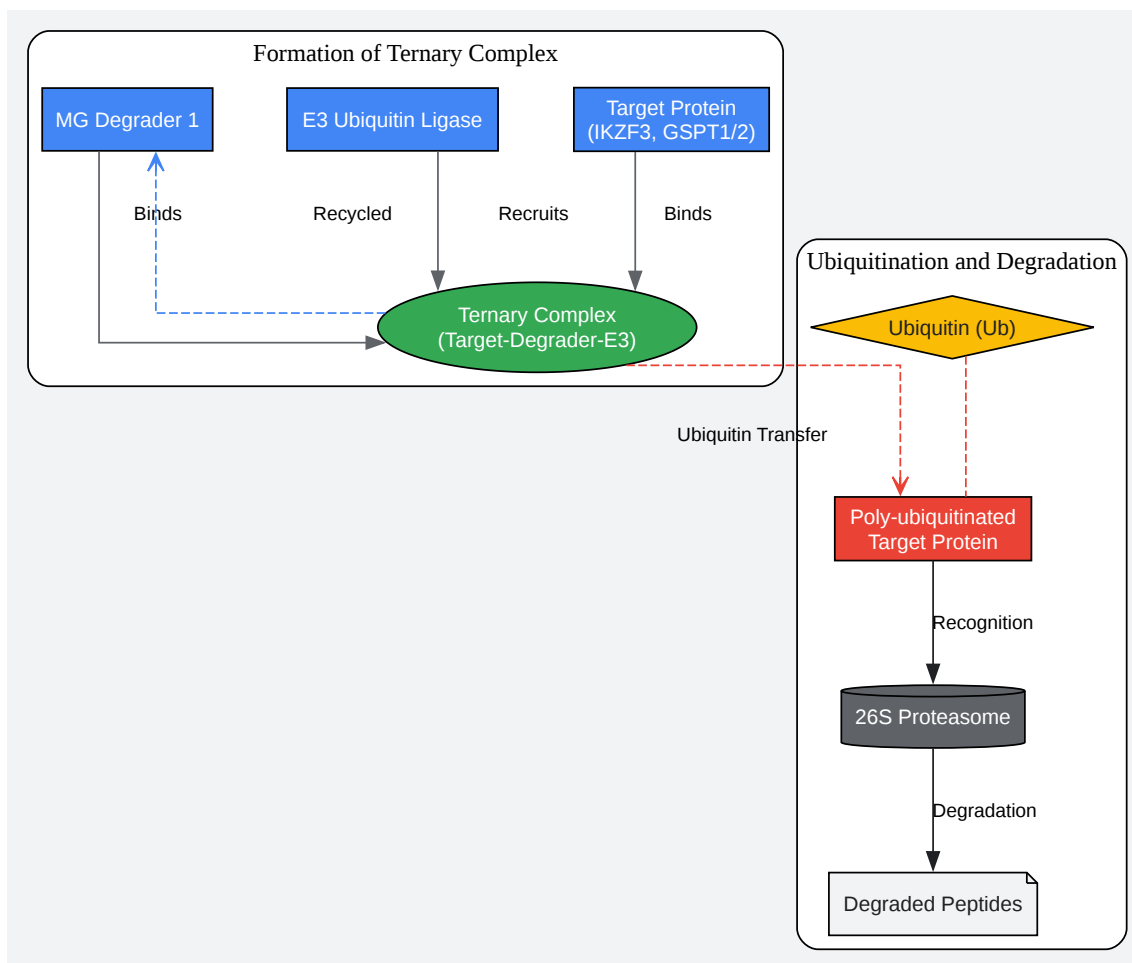 Formation of Ternary Complex
MG Degrader 1
E3 Ubiquitin Ligase
Target Protein
(IKZF3, GSPT1/2)
Binds
Recycled
Recruits
Binds
Ternary Complex
(Target-Degrader-E3)
Ubiquitination and Degradation
Ubiquitin (Ub)
Ubiquitin Transfer
Poly-ubiquitinated
Target Protein
Recognition
26S Proteasome
Degradation
Degraded Peptides